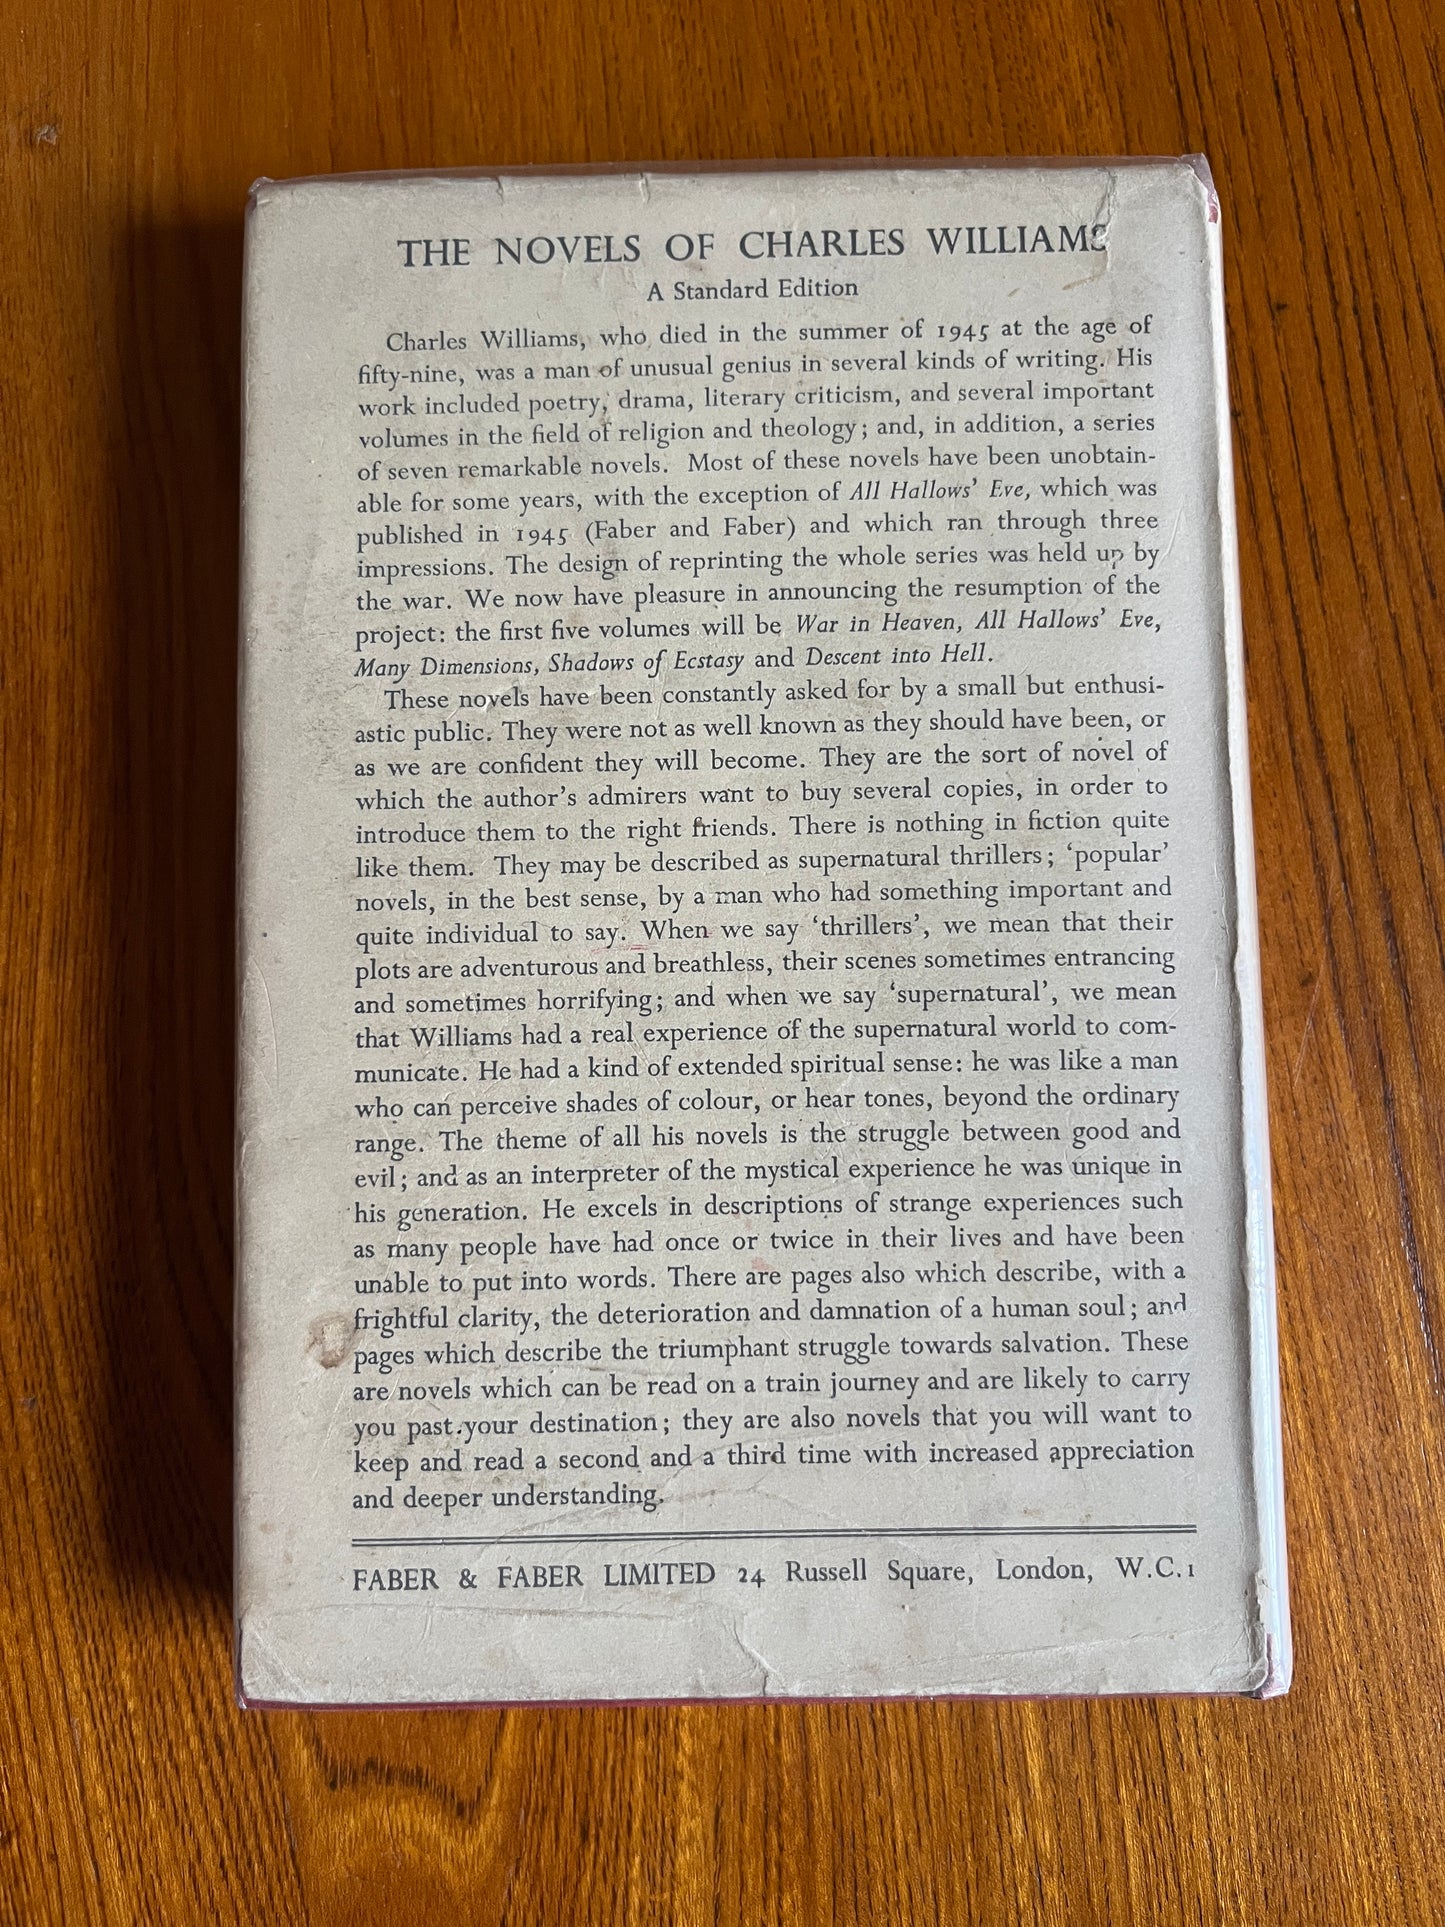 THE NOVELS OF CHARLES WILLIAMS
A Standard Edition
Charles Williams, who died in the summer of 1945 at the age of
fifty-nine, was a man of unusual genius in several kinds of writing. His
work included poetry, drama, literary criticism, and several important
volumes in the field of religion and theology; and, in addition, a series
of seven remarkable novels. Most of these novels have been unobtain-
able for some years, with the exception of All Hallows' Eve, which was
published in 1945 (Faber and Faber) and which ran through three
impressions. The design of reprinting the whole series was held up by
the war. We now have pleasure in announcing the resumption of the
project: the first five volumes will be War in Heaven, All Hallows' Eve,
Many Dimensions, Shadows of Ecstasy and Descent into Hell.
These novels have been constantly asked for by a small but enthusi-
astic public. They were not as well known as they should have been, or
as we are confident they will become. They are the sort of novel of
which the author's admirers want to buy several copies, in order to
introduce them to the right friends. There is nothing in fiction quite
like them. They may be described as supernatural thrillers; 'popular'
novels, in the best sense, by a man who had something important and
quite individual to say. When we say 'thrillers', we mean that their
plots are adventurous and breathless, their scenes sometimes entrancing
and sometimes horrifying; and when we say 'supernatural', we mean
that Williams had a real experience of the supernatural world to com-
municate. He had a kind of extended spiritual sense: he was like a man
who can perceive shades of colour, or hear tones, beyond the ordinary
range. The theme of all his novels is the struggle between good and
evil; and as an interpreter of the mystical experience he was unique in
his generation. He excels in descriptions of strange experiences such
as many people have had once or twice in their lives and have been
unable to put into words. There are pages also which describe, with a
frightful clarity, the deterioration and damnation of a human soul; and
pages which describe the triumphant struggle towards salvation. These
are novels which can be read on a train journey and are likely to carry
you past your destination; they are also novels that you will want to
keep and read a second and a third time with increased appreciation
and deeper understanding.
FABER & FABER LIMITED 24 Russell Square, London, W.C.1